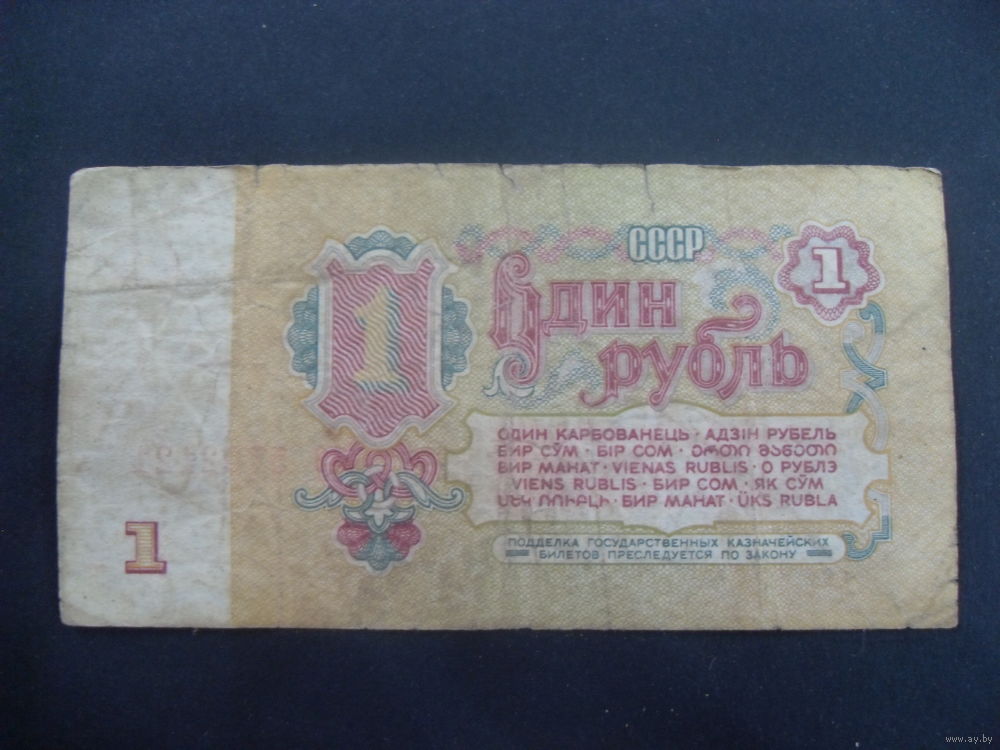 СССР
1
1
Один
рубль
ОДИН КАРБОВАНЕЦЬ · АДЗІН РУБЕЛЬ
БИР СЎМ · БІР СОМ · ᲔᲠᲗᲘ ᲛᲐᲜᲔᲗᲘ
БИР МАНАТ · VIENAS RUBLIS · О РУБЛЭ
VIENS RUBLIS · БИР СОМ · ЯК СӮМ
ՄԵԿ ՌՈՒԲԼԻ · БИР МАНАТ · ÜKS RUBLA
1
ПОДДЕЛКА ГОСУДАРСТВЕННЫХ КАЗНАЧЕЙСКИХ
БИЛЕТОВ ПРЕСЛЕДУЕТСЯ ПО ЗАКОНУ
www.ay.by